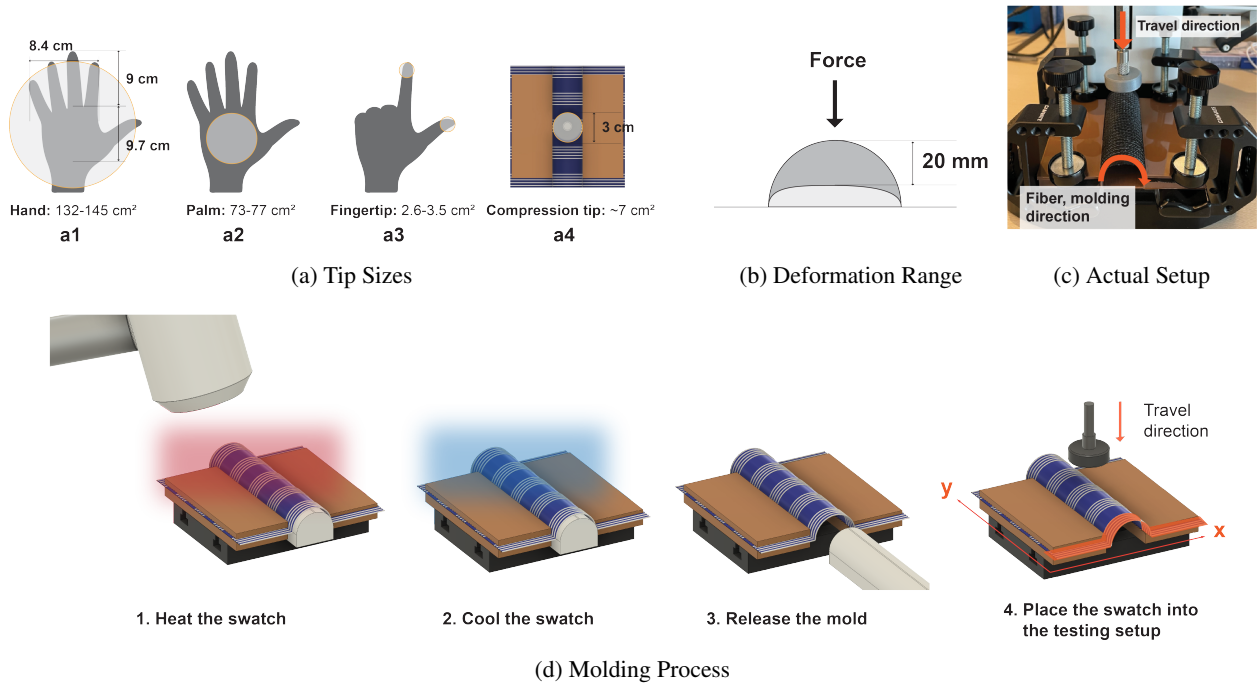 8.4 cm
9 cm
9.7 cm
Hand: 132-145 cm²
a1
Palm: 73-77 cm²
a2
Fingertip: 2.6-3.5 cm²
a3
3 cm
Compression tip: ~7 cm²
a4
(a) Tip Sizes
Force
20 mm
(b) Deformation Range
Travel direction
Fiber, molding
direction
(c) Actual Setup
1. Heat the swatch
2. Cool the swatch
3. Release the mold
Travel
direction
y
x
4. Place the swatch into
the testing setup
(d) Molding Process